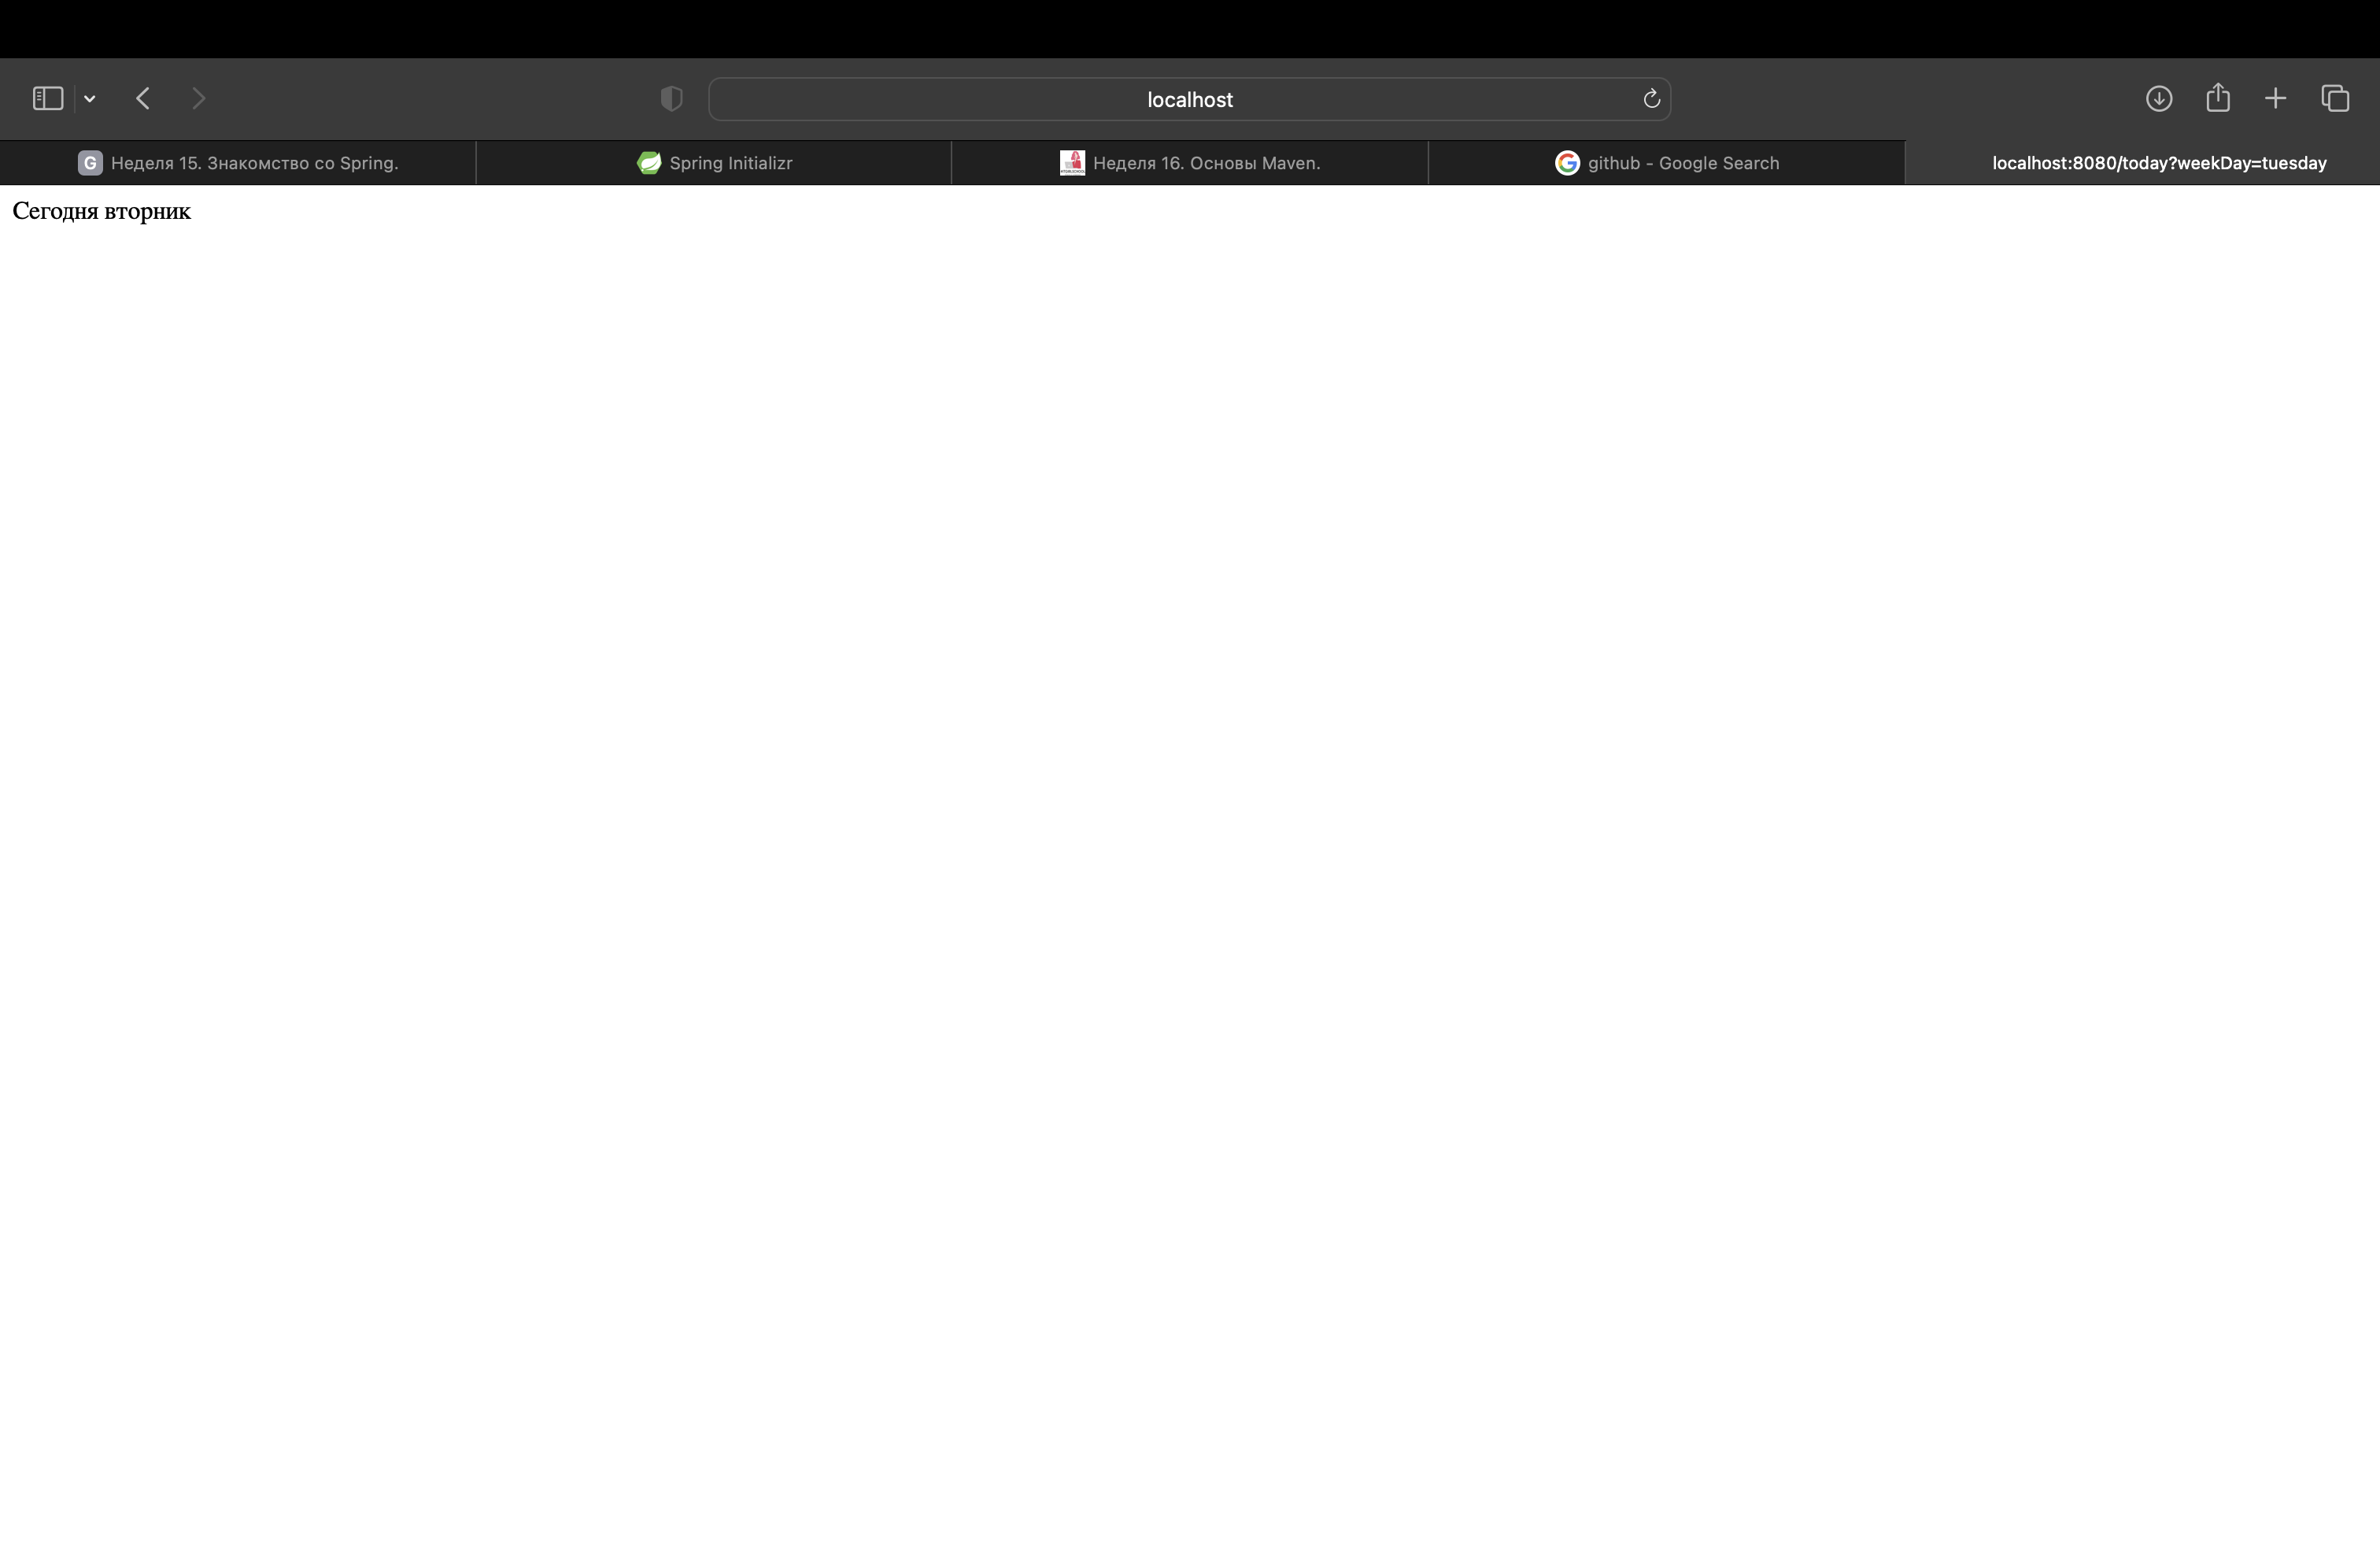 localhost
G Неделя 15. Знакомство со Spring.
Spring Initializr
Неделя 16. Основы Maven.
github - Google Search
localhost:8080/today?weekDay=tuesday
Сегодня вторник